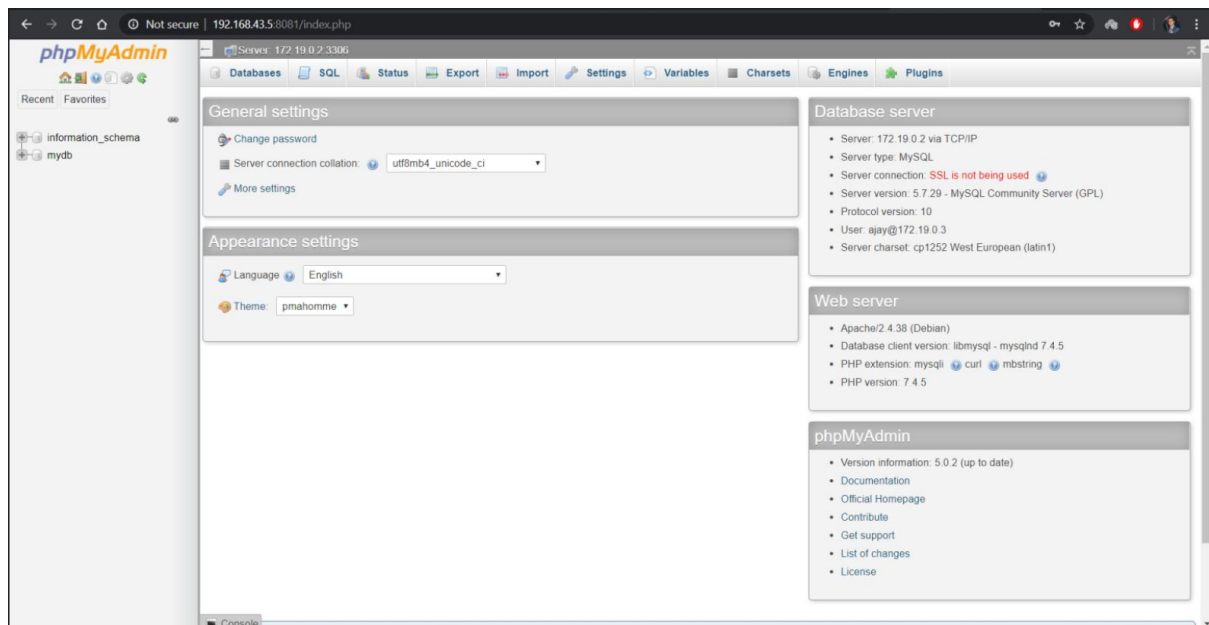 Not secure | 192.168.43.5:8081/index.php
phpMyAdmin
Recent Favorites
information_schema
mydb
Server: 172.19.0.2:3306
Databases SQL Status Export Import Settings Variables Charsets Engines Plugins
General settings
Change password
Server connection collation: utf8mb4_unicode_ci
More settings
Appearance settings
Language English
Theme: pmahomme
Database server
• Server: 172.19.0.2 via TCP/IP
• Server type: MySQL
• Server connection: SSL is not being used
• Server version: 5.7.29 - MySQL Community Server (GPL)
• Protocol version: 10
• User: ajay@172.19.0.3
• Server charset: cp1252 West European (latin1)
Web server
• Apache/2.4.38 (Debian)
• Database client version: libmysql - mysqlnd 7.4.5
• PHP extension: mysqli curl mbstring
• PHP version: 7.4.5
phpMyAdmin
• Version information: 5.0.2 (up to date)
• Documentation
• Official Homepage
• Contribute
• Get support
• List of changes
• License
Console